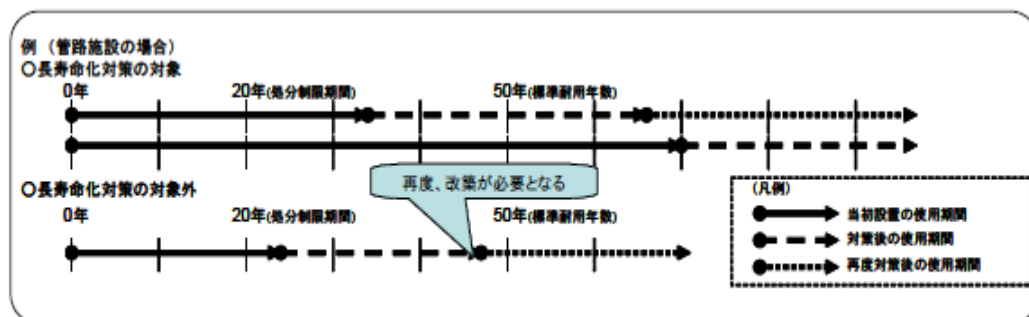 例（管路施設の場合）
〇長寿命化対策の対象
0年 20年(処分制限期間) 50年(標準耐用年数)
再度、改築が必要となる
〇長寿命化対策の対象外
0年 20年(処分制限期間) 50年(標準耐用年数)
（凡例）
当初設置の使用期間
対策後の使用期間
再度対策後の使用期間